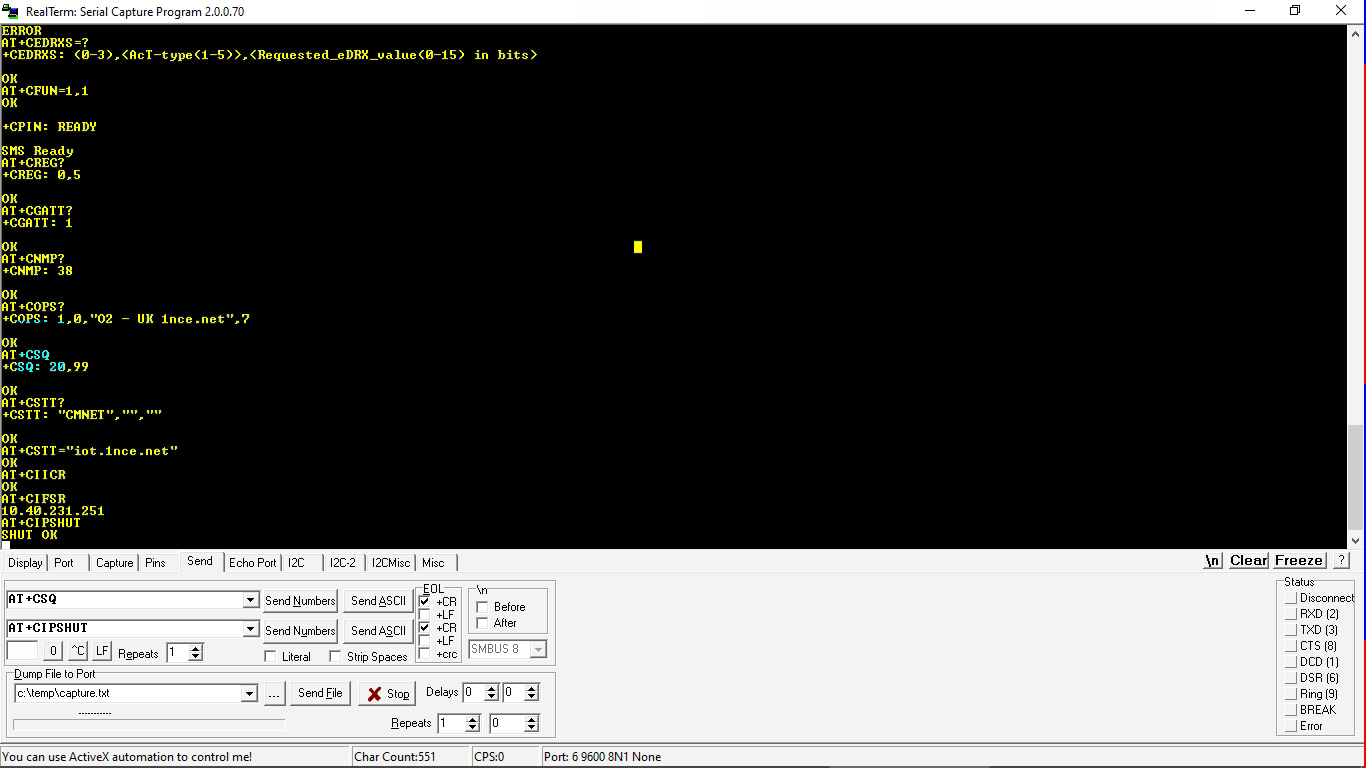 RealTerm: Serial Capture Program 2.0.0.70
ERROR
AT+CEDRXS=?
+CEDRXS: (0-3),<AcT-type(1-5)>,<Requested_eDRX_value(0-15) in bits>
OK
AT+CFUN=1,1
OK
+CPIN: READY
SMS Ready
AT+CREG?
+CREG: 0,5
OK
AT+CGATT?
+CGATT: 1
OK
AT+CNMP?
+CNMP: 38
OK
AT+COPS?
+COPS: 1,0,"O2 - UK 1nce.net",7
OK
AT+CSQ
+CSQ: 20,99
OK
AT+CSTT?
+CSTT: "CMNET","",""
OK
AT+CSTT="iot.1nce.net"
OK
AT+CIICR
OK
AT+CIFSR
10.40.231.251
AT+CIPSHUT
SHUT OK
Display Port Capture Pins Send Echo Port I2C I2C-2 I2CMisc Misc \n Clear Freeze ?
EOL \n Status
AT+CSQ Send Numbers Send ASCII +CR Before Disconnect
+LF After RXD (2)
AT+CIPSHUT Send Numbers Send ASCII +CR TXD (3)
+LF CTS (8)
0 ^C LF Repeats 1 Literal Strip Spaces +crc SMBUS 8 DCD (1)
Dump File to Port DSR (6)
c:\temp\capture.txt ... Send File Stop Delays 0 0 Ring (9)
BREAK
Repeats 1 0 Error
You can use ActiveX automation to control me! Char Count:551 CPS:0 Port: 6 9600 8N1 None